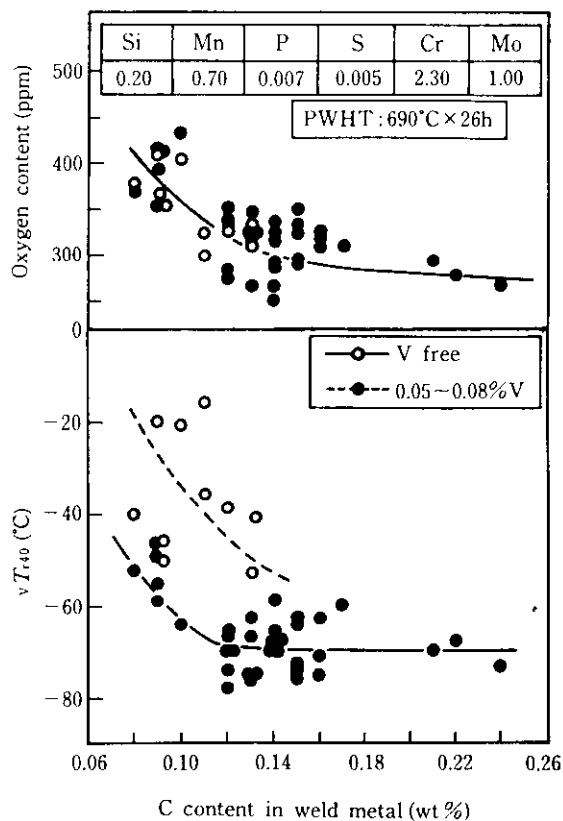 Si Mn P S Cr Mo
0.20 0.70 0.007 0.005 2.30 1.00
PWHT : 690°C × 26h
Oxygen content (ppm)
500
400
300
0
V free
0.05~0.08%V
vTr40 (°C)
-20
-40
-60
-80
0.06 0.10 0.14 0.18 0.22 0.26
C content in weld metal (wt %)